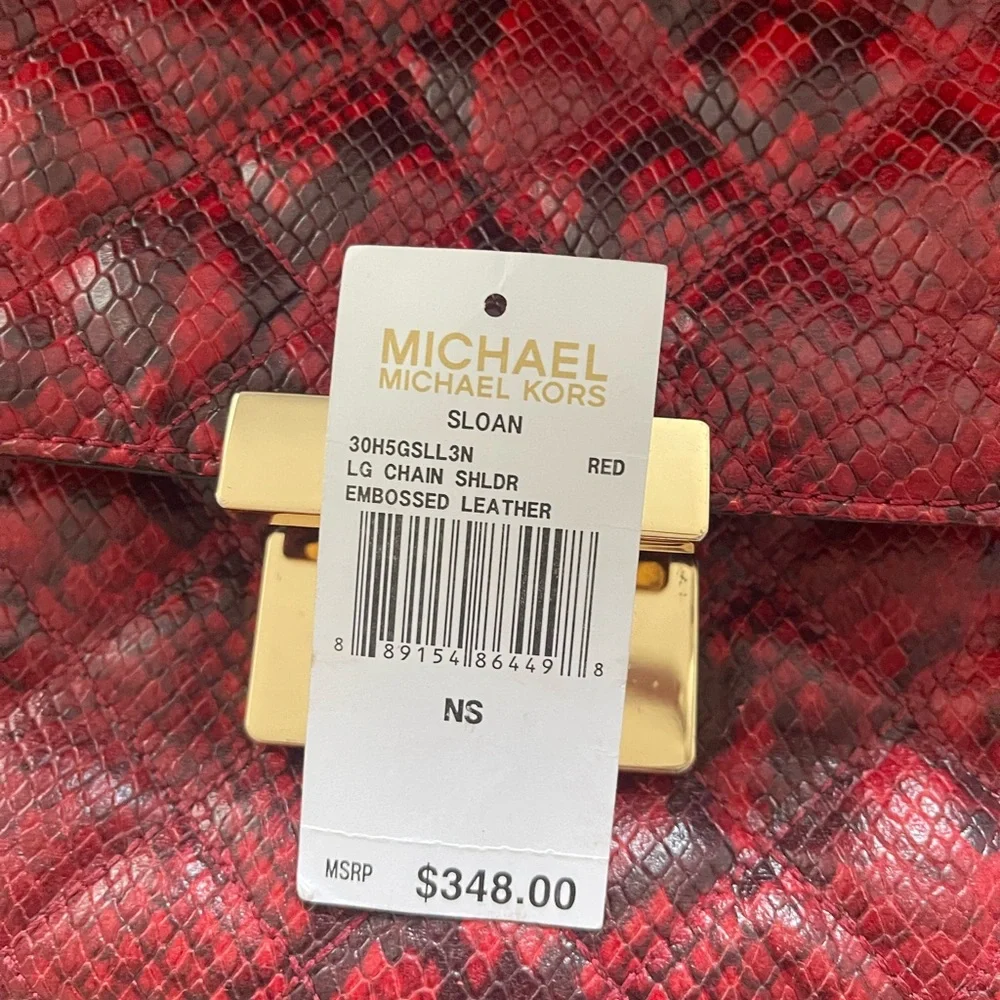 MICHAEL
MICHAEL KORS
SLOAN
30H5GSLL3N RED
LG CHAIN SHLDR
EMBOSSED LEATHER
8 89154 86449 8
NS
MSRP $348.00